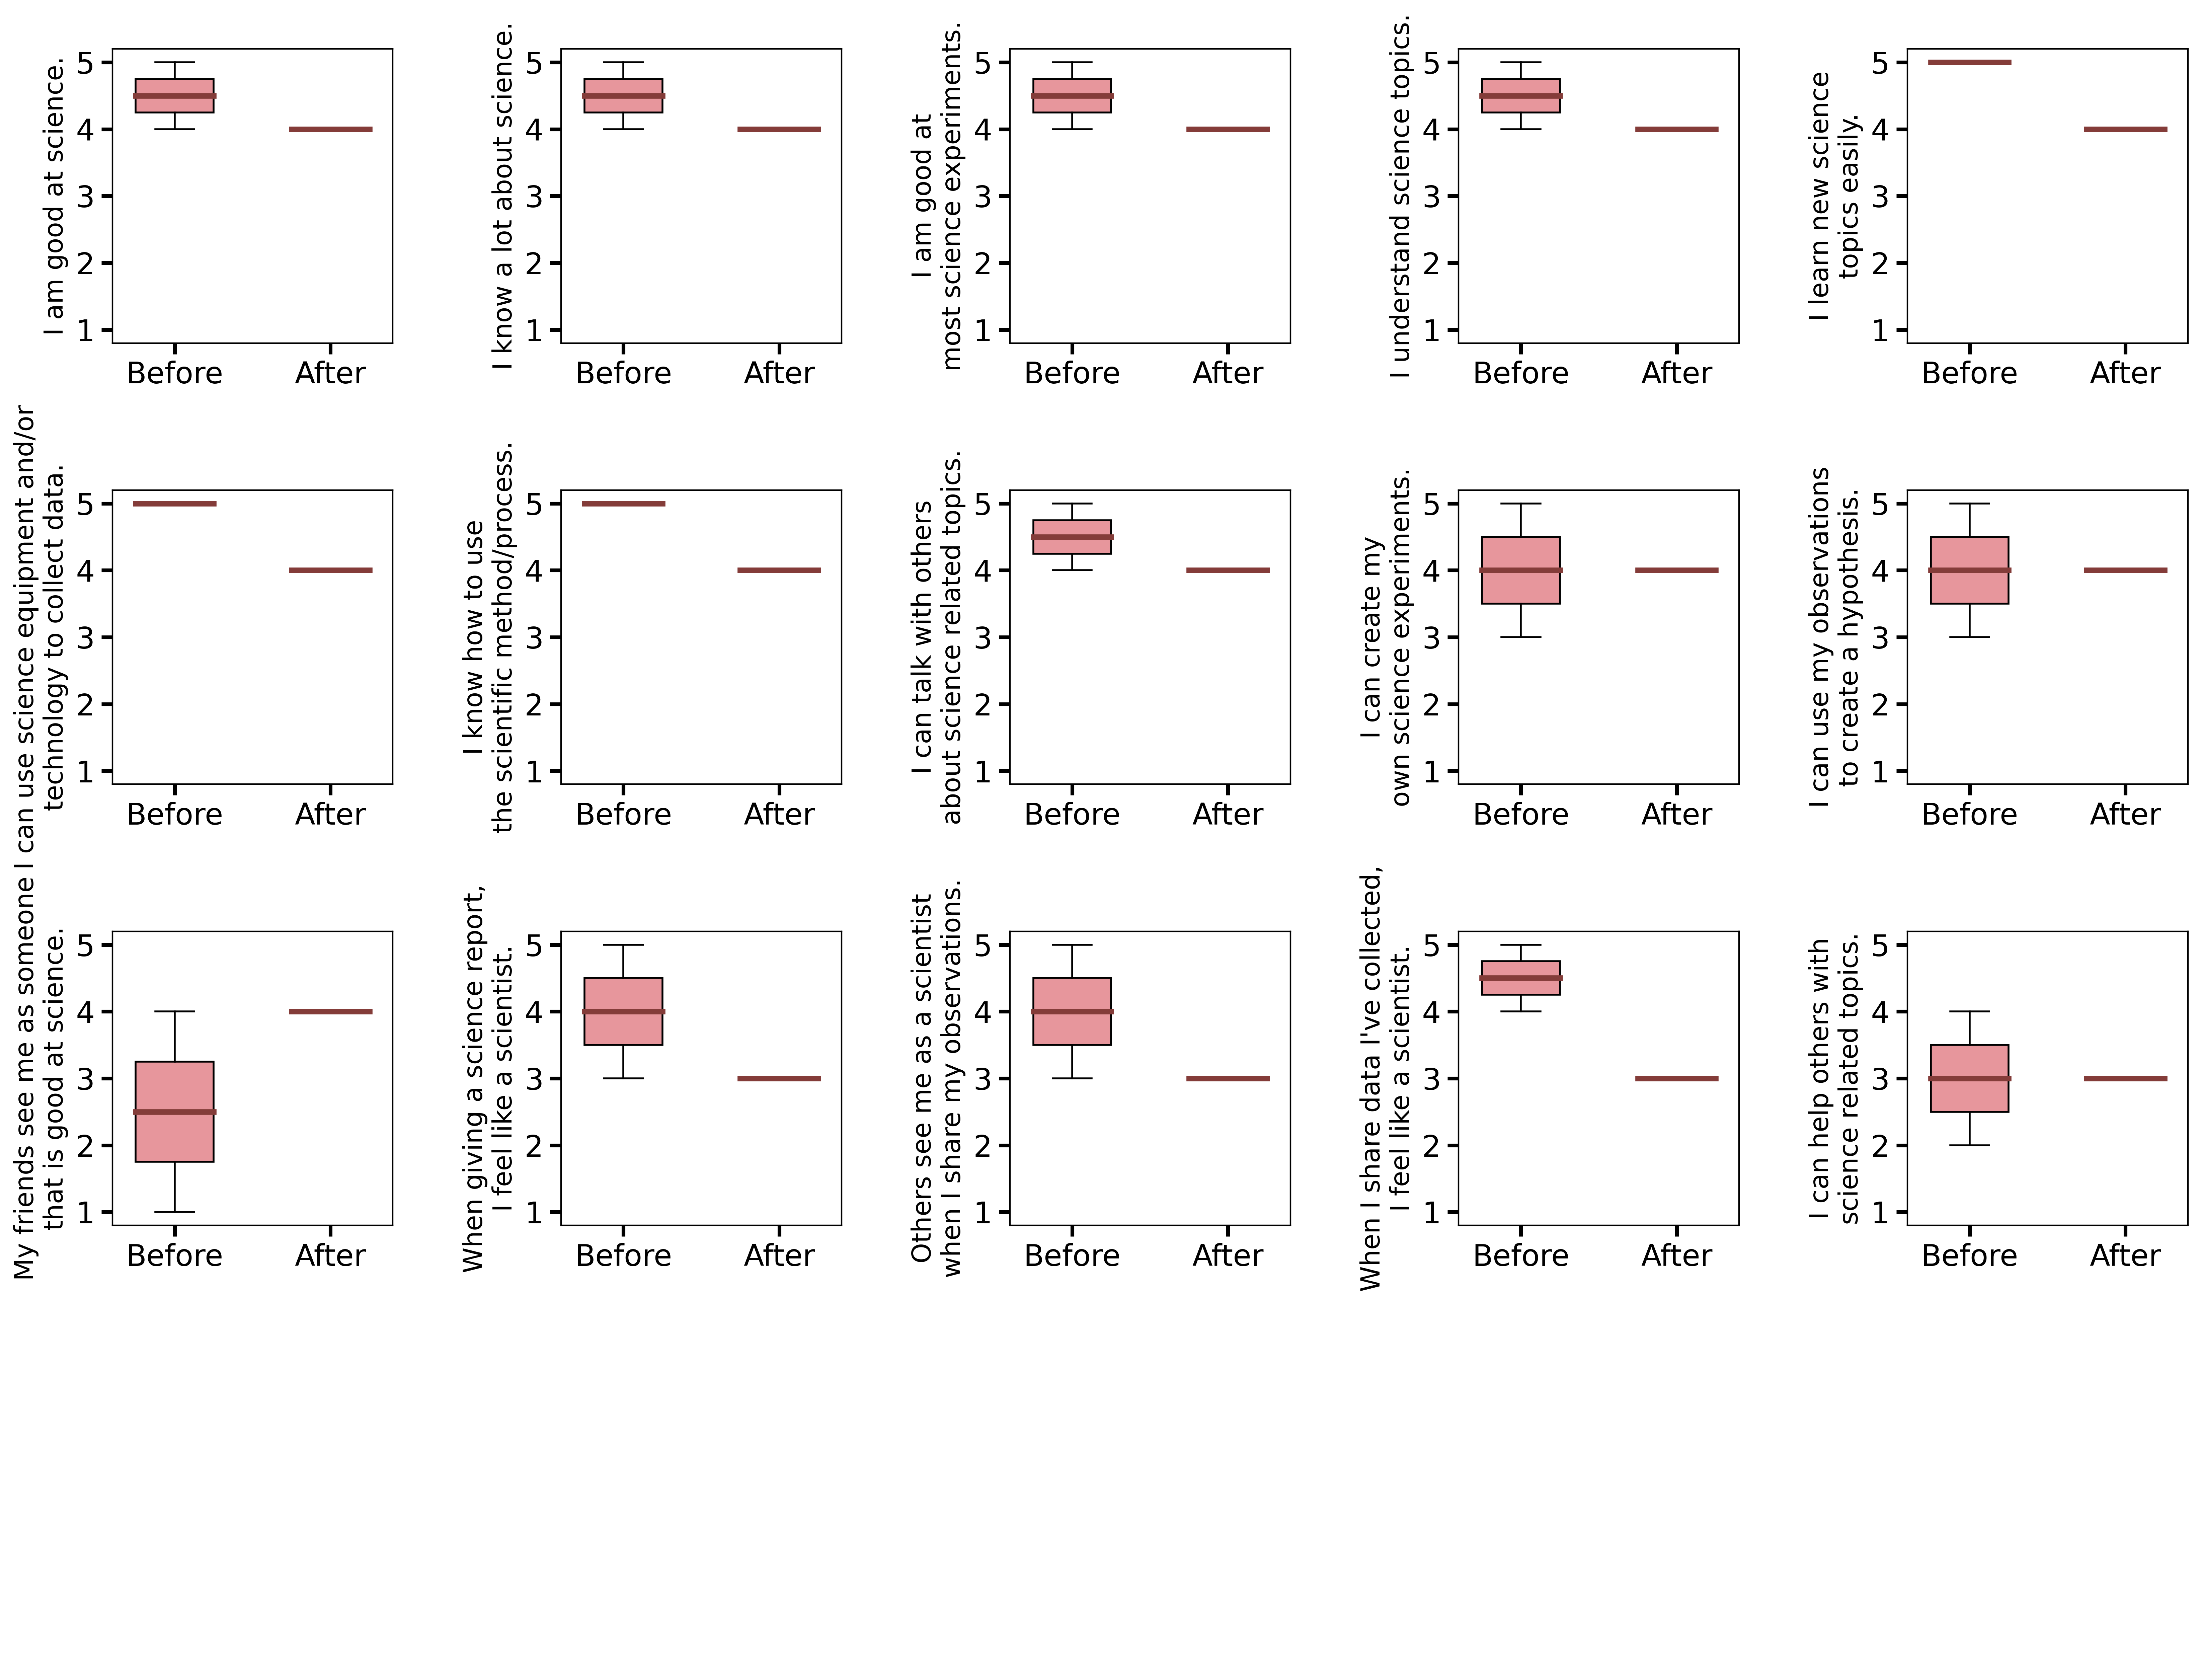 I am good at science.
5
4
3
2
1
Before After
I know a lot about science.
5
4
3
2
1
Before After
I am good at
most science experiments.
5
4
3
2
1
Before After
I understand science topics.
5
4
3
2
1
Before After
I learn new science
topics easily.
5
4
3
2
1
Before After
I can use science equipment and/or
technology to collect data.
5
4
3
2
1
Before After
I know how to use
the scientific method/process.
5
4
3
2
1
Before After
I can talk with others
about science related topics.
5
4
3
2
1
Before After
I can create my
own science experiments.
5
4
3
2
1
Before After
I can use my observations
to create a hypothesis.
5
4
3
2
1
Before After
My friends see me as someone
that is good at science.
5
4
3
2
1
Before After
When giving a science report,
I feel like a scientist.
5
4
3
2
1
Before After
Others see me as a scientist
when I share my observations.
5
4
3
2
1
Before After
When I share data I've collected,
I feel like a scientist.
5
4
3
2
1
Before After
I can help others with
science related topics.
5
4
3
2
1
Before After